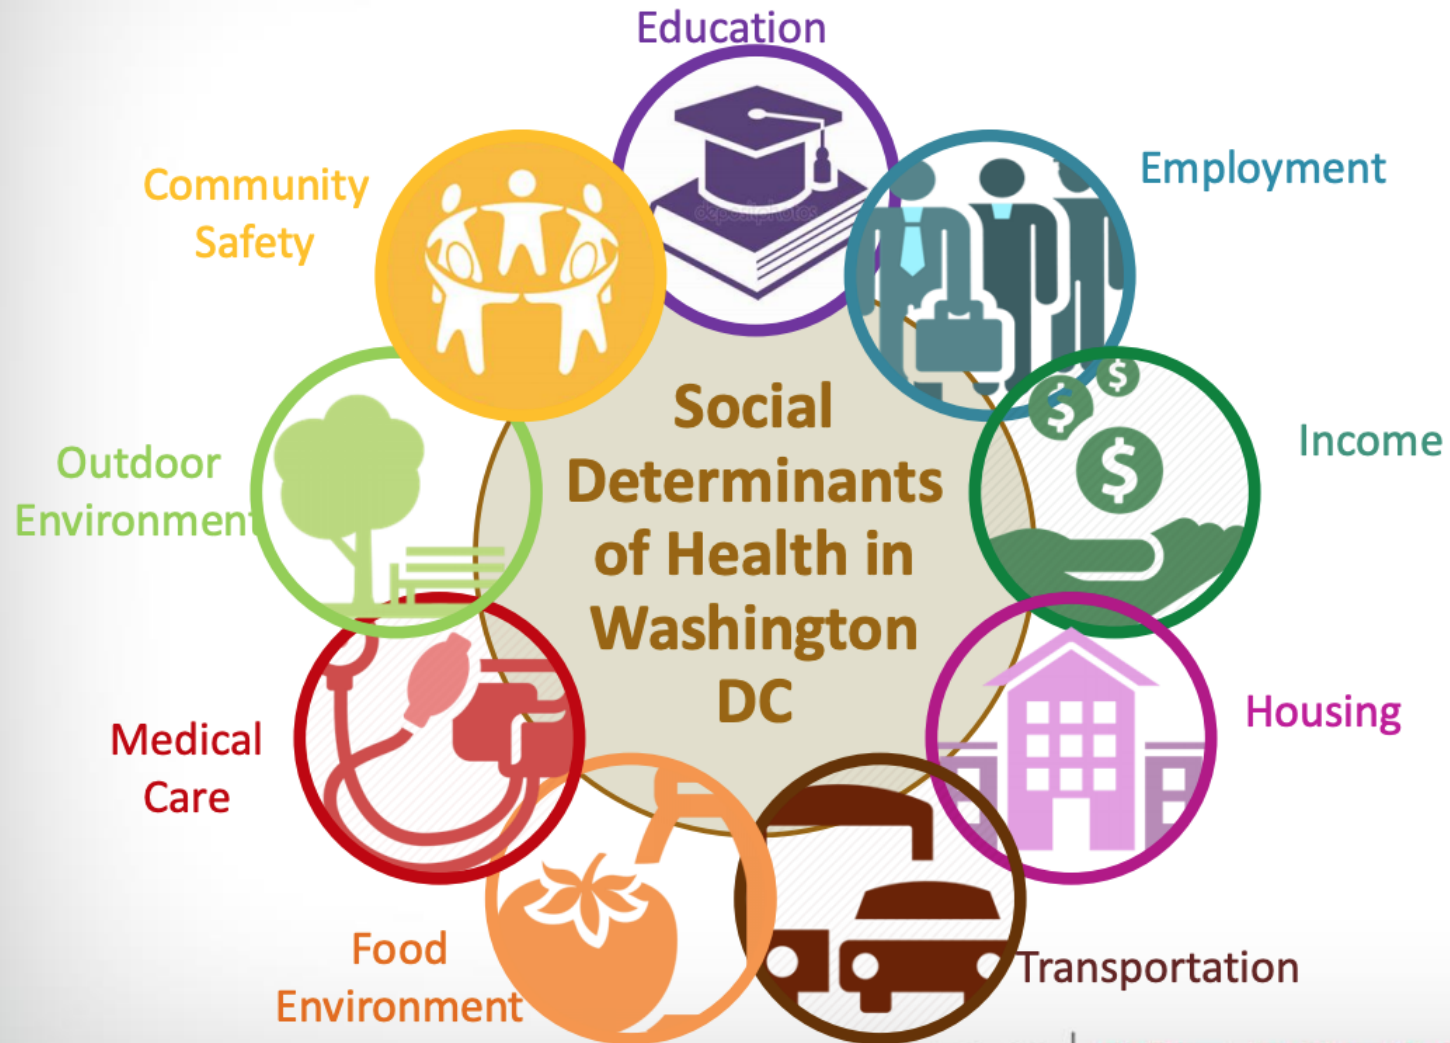 Education
Employment
Income
Housing
Transportation
Food
Environment
Medical
Care
Outdoor
Environment
Community
Safety
Social
Determinants
of Health in
Washington
DC
depositphotos
$
$
$